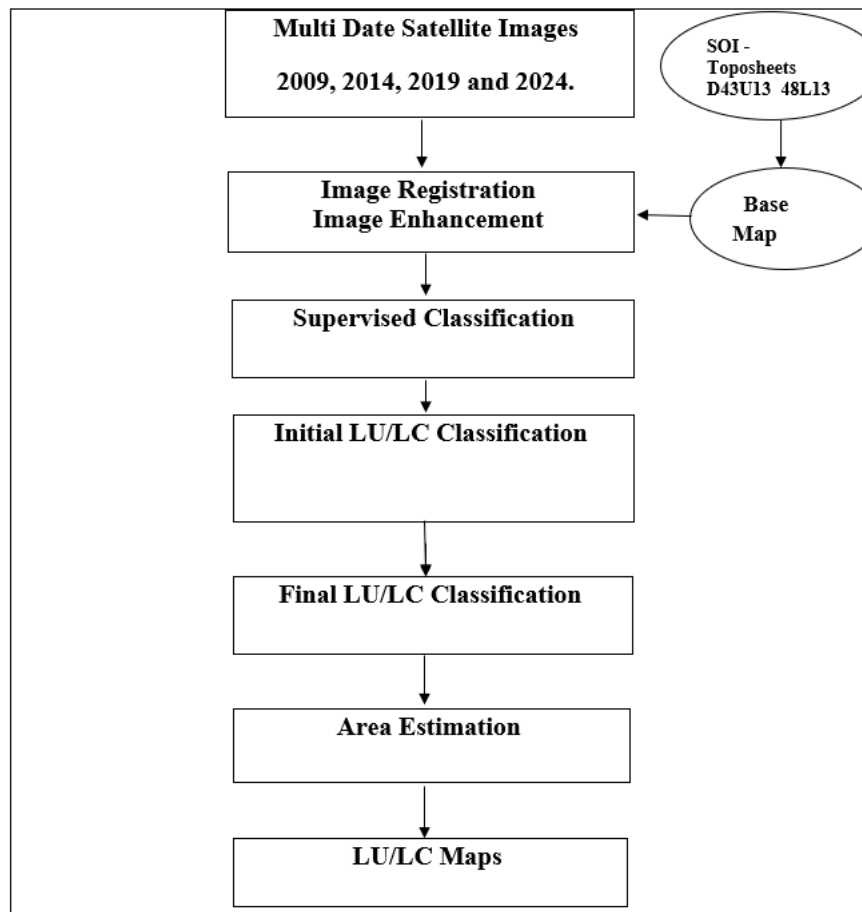 Multi Date Satellite Images
2009, 2014, 2019 and 2024.
SOI -
Toposheets
D43U13 48L13
Image Registration
Image Enhancement
Base
Map
Supervised Classification
Initial LU/LC Classification
Final LU/LC Classification
Area Estimation
LU/LC Maps